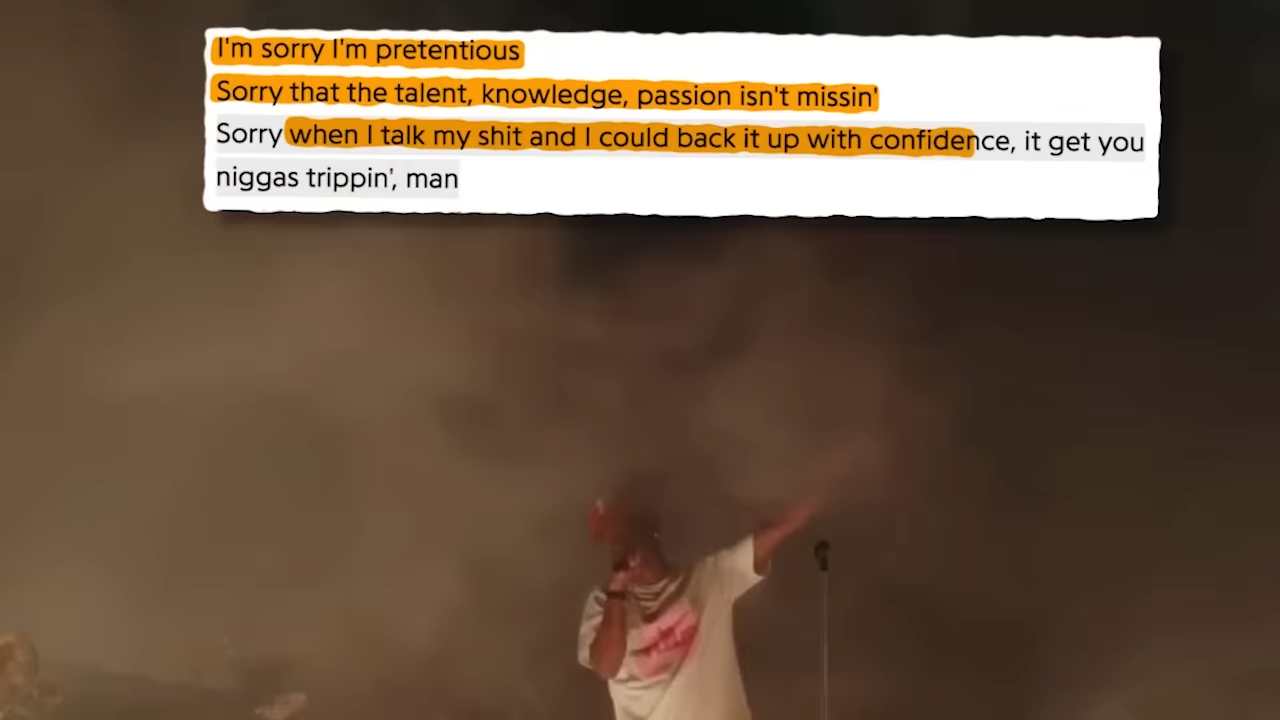 I'm sorry I'm pretentious
Sorry that the talent, knowledge, passion isn't missin'
Sorry when I talk my shit and I could back it up with confidence, it get you
niggas trippin', man